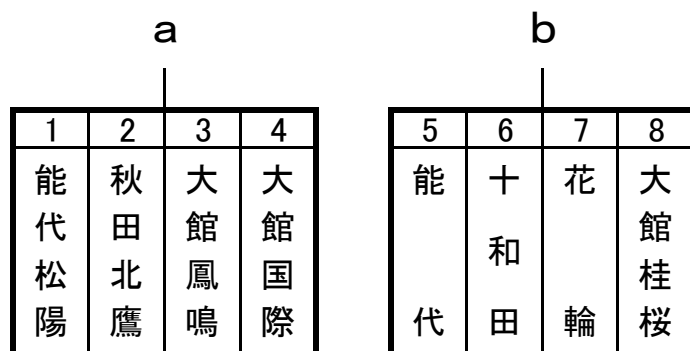 a
b
1 2 3 4
5 6 7 8
能代松陽
秋田北鷹
大館鳳鳴
大館国際
能代
十和田
花輪
大館桂桜